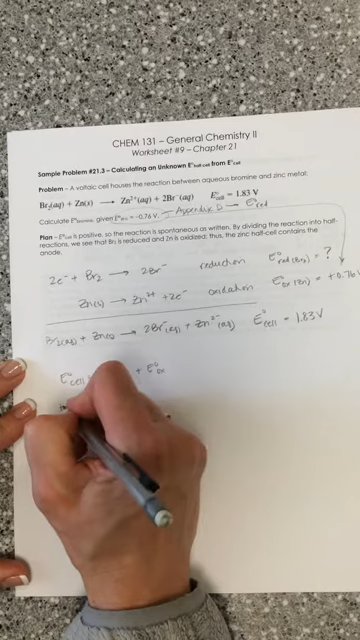 CHEM 131 – General Chemistry II
Worksheet #9 – Chapter 21
Sample Problem #21.3 – Calculating an Unknown E°half-cell from E°cell
Problem – A voltaic cell houses the reaction between aqueous bromine and zinc metal:
Br₂(aq) + Zn(s) ⟶ Zn²⁺(aq) + 2Br⁻(aq) E°cell = 1.83 V
Calculate E°bromine, given E°zinc = –0.76 V. Appendix D → E°red
Plan – E°cell is positive, so the reaction is spontaneous as written. By dividing the reaction into half-
reactions, we see that Br₂ is reduced and Zn is oxidized; thus, the zinc half-cell contains the
anode.
2e⁻ + Br₂ ⟶ 2Br⁻ reduction E°red (Br₂) = ?
Zn(s) ⟶ Zn²⁺ + 2e⁻ oxidation E°ox (Zn) = +0.76V
Br₂(aq) + Zn(s) ⟶ 2Br⁻(aq) + Zn²⁺(aq) E°cell = 1.83V
E°cell + E°ox